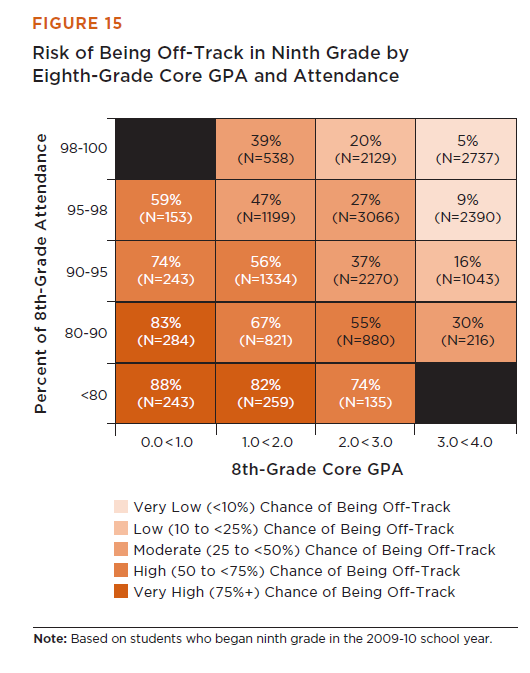 FIGURE 15
Risk of Being Off-Track in Ninth Grade by
Eighth-Grade Core GPA and Attendance
Percent of 8th-Grade Attendance
98-100
39%
(N=538)
20%
(N=2129)
5%
(N=2737)
95-98
59%
(N=153)
47%
(N=1199)
27%
(N=3066)
9%
(N=2390)
90-95
74%
(N=243)
56%
(N=1334)
37%
(N=2270)
16%
(N=1043)
80-90
83%
(N=284)
67%
(N=821)
55%
(N=880)
30%
(N=216)
<80
88%
(N=243)
82%
(N=259)
74%
(N=135)
0.0<1.0
1.0<2.0
2.0<3.0
3.0<4.0
8th-Grade Core GPA
Very Low (<10%) Chance of Being Off-Track
Low (10 to <25%) Chance of Being Off-Track
Moderate (25 to <50%) Chance of Being Off-Track
High (50 to <75%) Chance of Being Off-Track
Very High (75%+) Chance of Being Off-Track
Note: Based on students who began ninth grade in the 2009-10 school year.